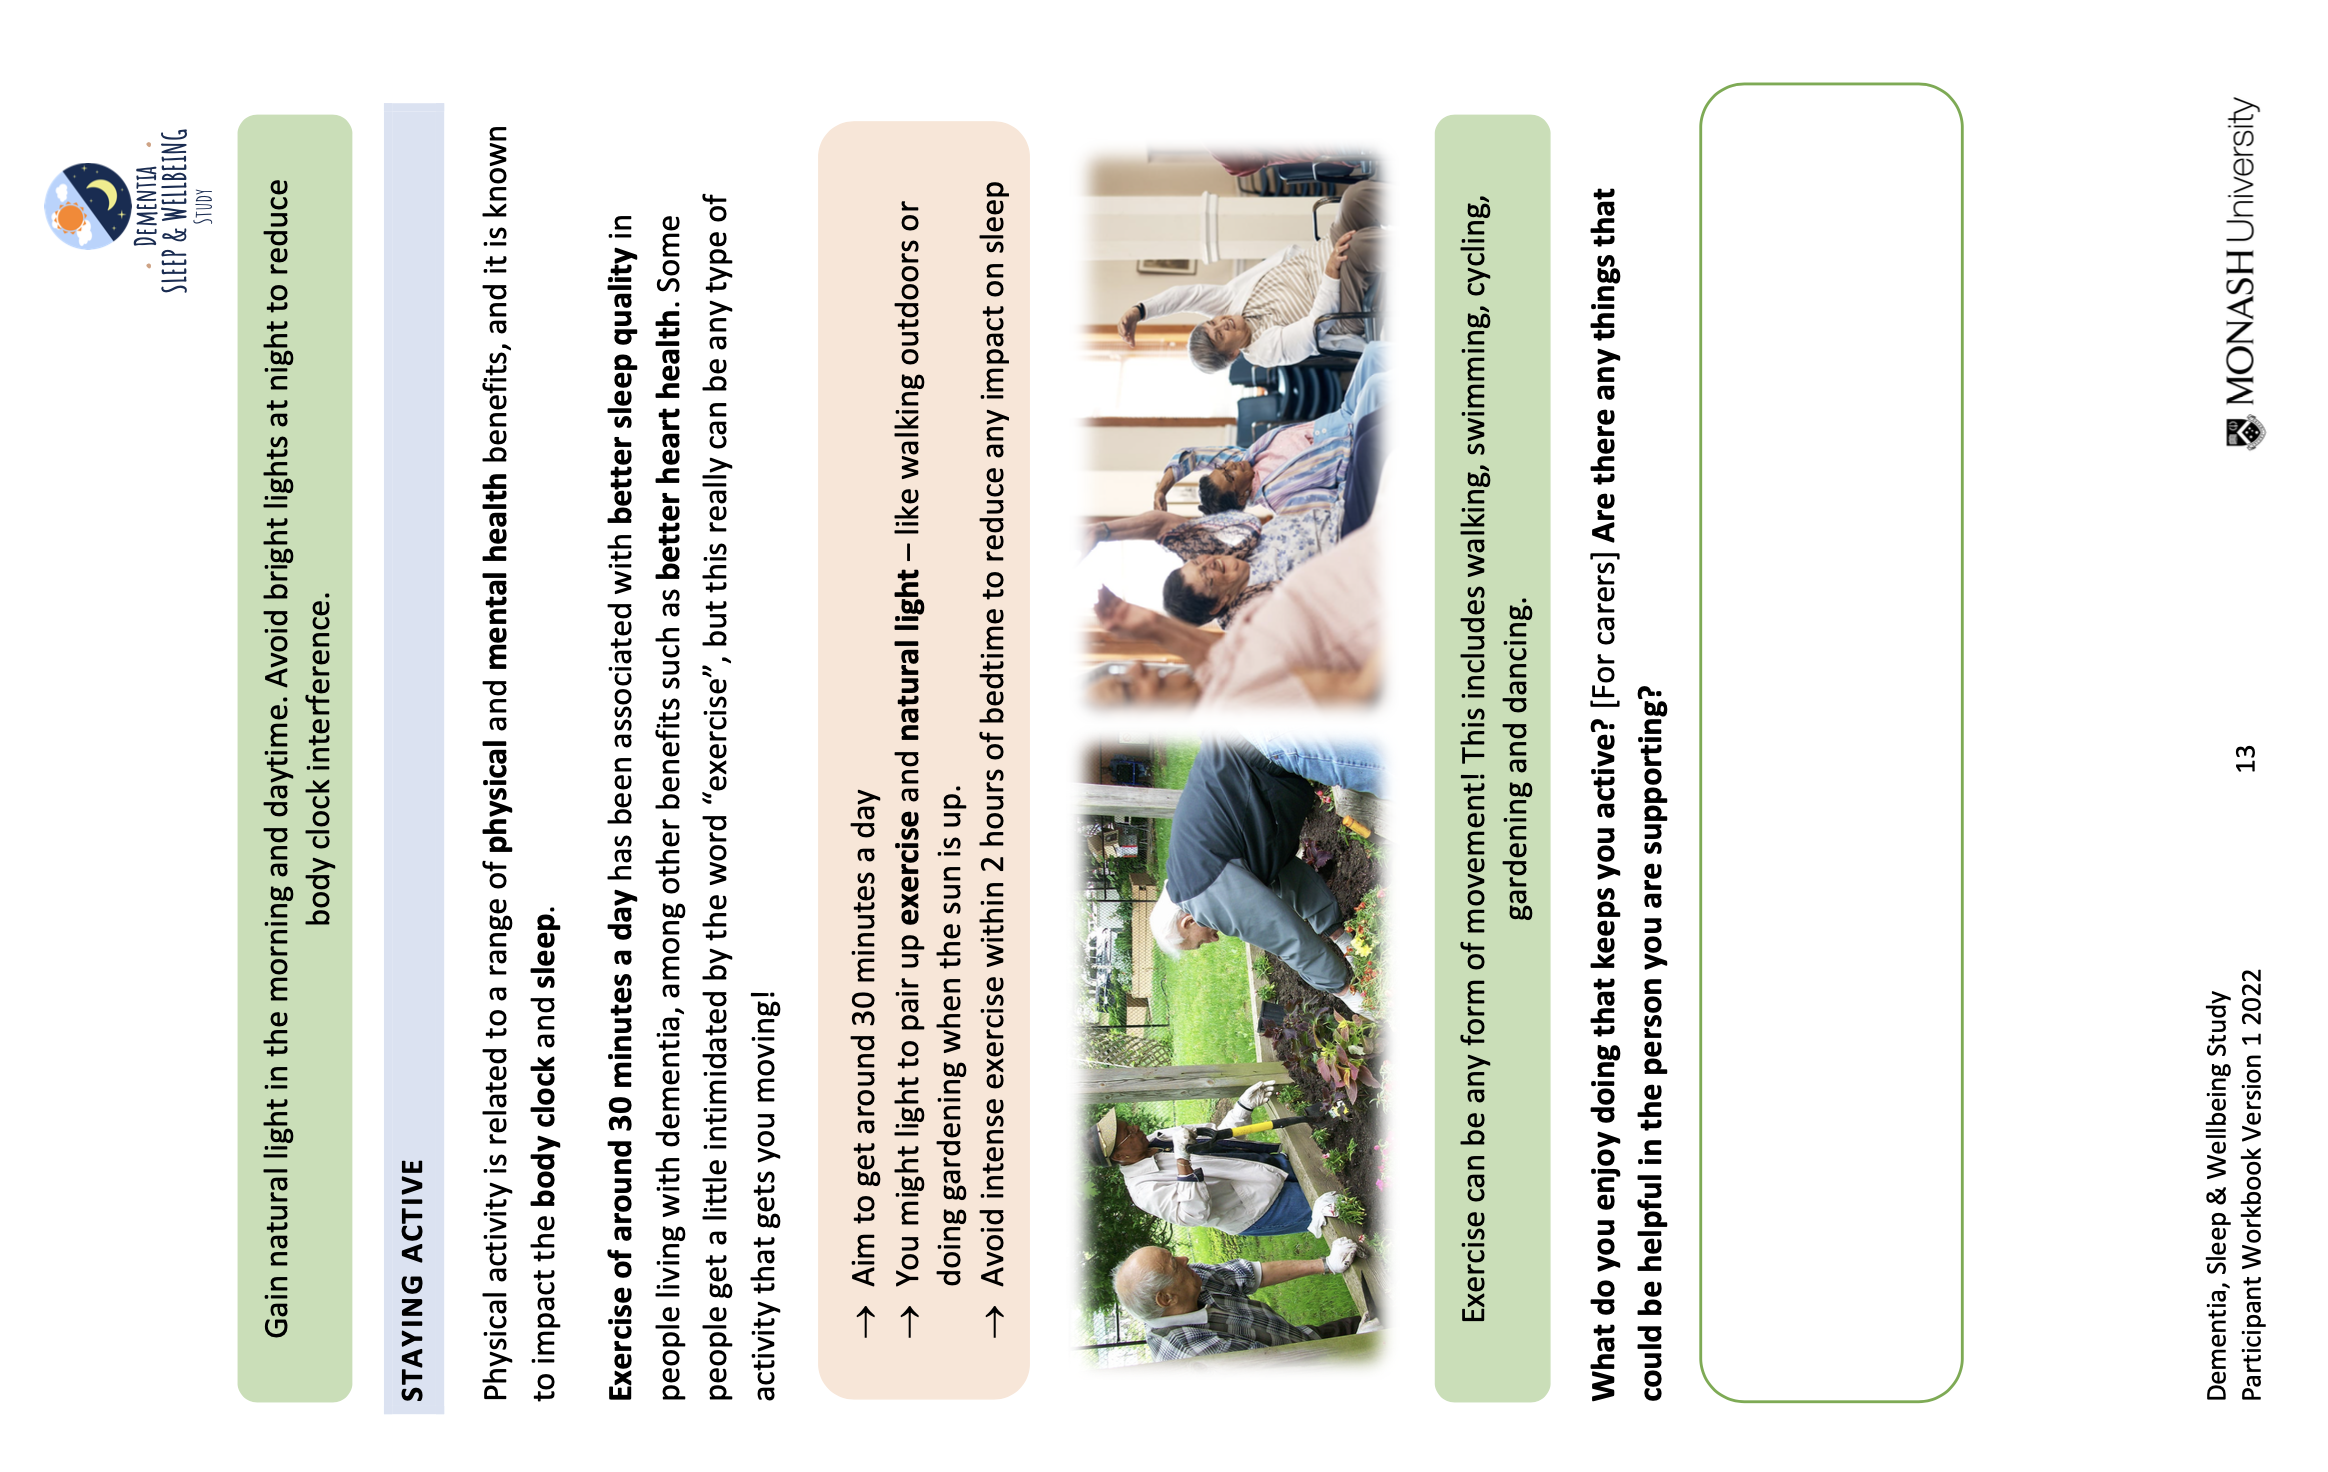 DEMENTIA
SLEEP & WELLBEING
STUDY
Gain natural light in the morning and daytime. Avoid bright lights at night to reduce
body clock interference.
STAYING ACTIVE
Physical activity is related to a range of physical and mental health benefits, and it is known
to impact the body clock and sleep.
Exercise of around 30 minutes a day has been associated with better sleep quality in
people living with dementia, among other benefits such as better heart health. Some
people get a little intimidated by the word “exercise”, but this really can be any type of
activity that gets you moving!
→ Aim to get around 30 minutes a day
→ You might light to pair up exercise and natural light – like walking outdoors or
doing gardening when the sun is up.
→ Avoid intense exercise within 2 hours of bedtime to reduce any impact on sleep
Exercise can be any form of movement! This includes walking, swimming, cycling,
gardening and dancing.
What do you enjoy doing that keeps you active? [For carers] Are there any things that
could be helpful in the person you are supporting?
Dementia, Sleep & Wellbeing Study
Participant Workbook Version 1 2022
13
MONASH University